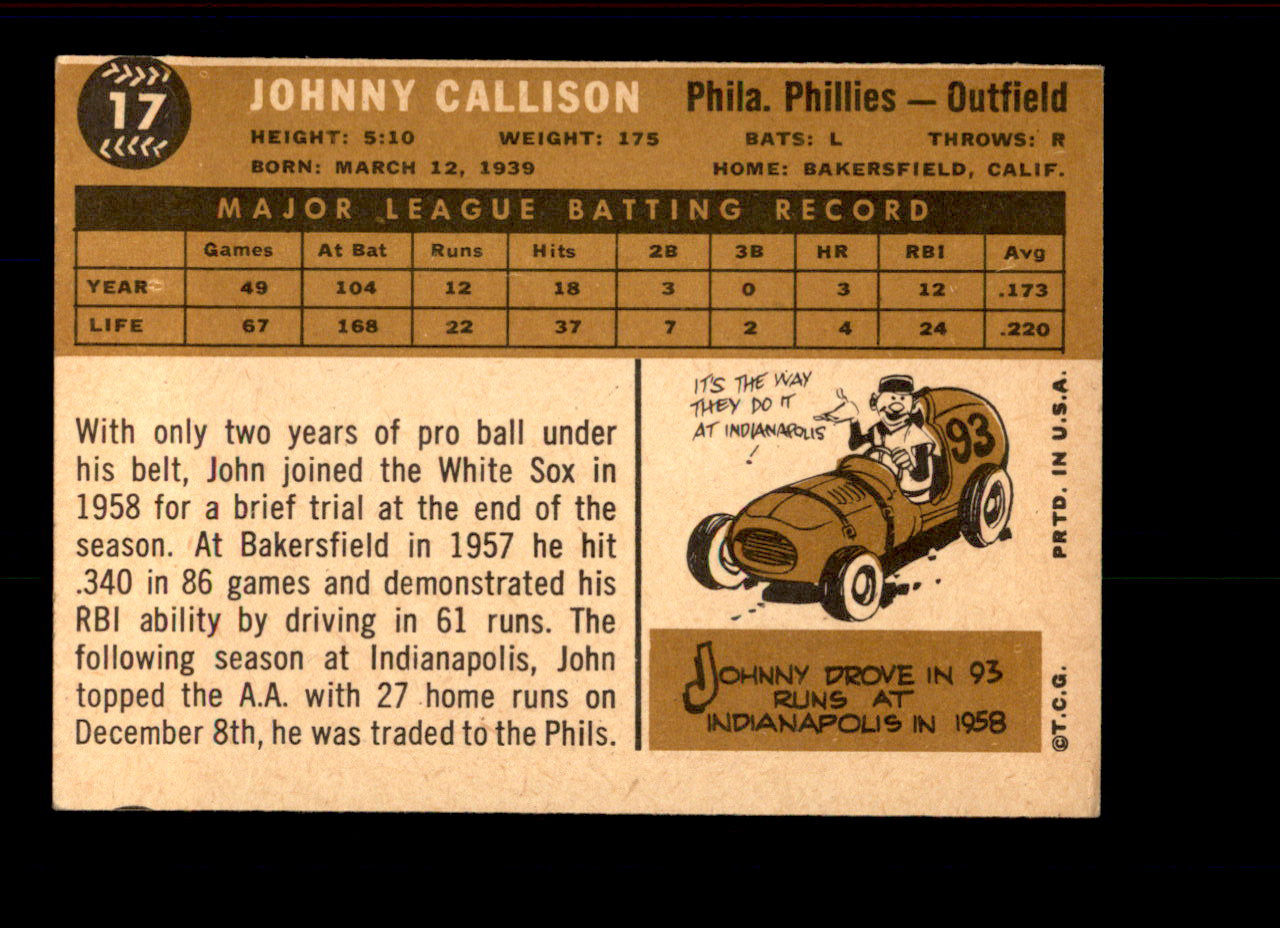 17
JOHNNY CALLISON Phila. Phillies — Outfield
HEIGHT: 5:10 WEIGHT: 175 BATS: L THROWS: R
BORN: MARCH 12, 1939 HOME: BAKERSFIELD, CALIF.
MAJOR LEAGUE BATTING RECORD
Games At Bat Runs Hits 2B 3B HR RBI Avg
YEAR 49 104 12 18 3 0 3 12 .173
LIFE 67 168 22 37 7 2 4 24 .220
With only two years of pro ball under
his belt, John joined the White Sox in
1958 for a brief trial at the end of the
season. At Bakersfield in 1957 he hit
.340 in 86 games and demonstrated his
RBI ability by driving in 61 runs. The
following season at Indianapolis, John
topped the A.A. with 27 home runs on
December 8th, he was traded to the Phils.
IT'S THE WAY
THEY DO IT
AT INDIANAPOLIS
!
93
JOHNNY DROVE IN 93
RUNS AT
INDIANAPOLIS IN 1958
©T.C.G. PRTD. IN U.S.A.